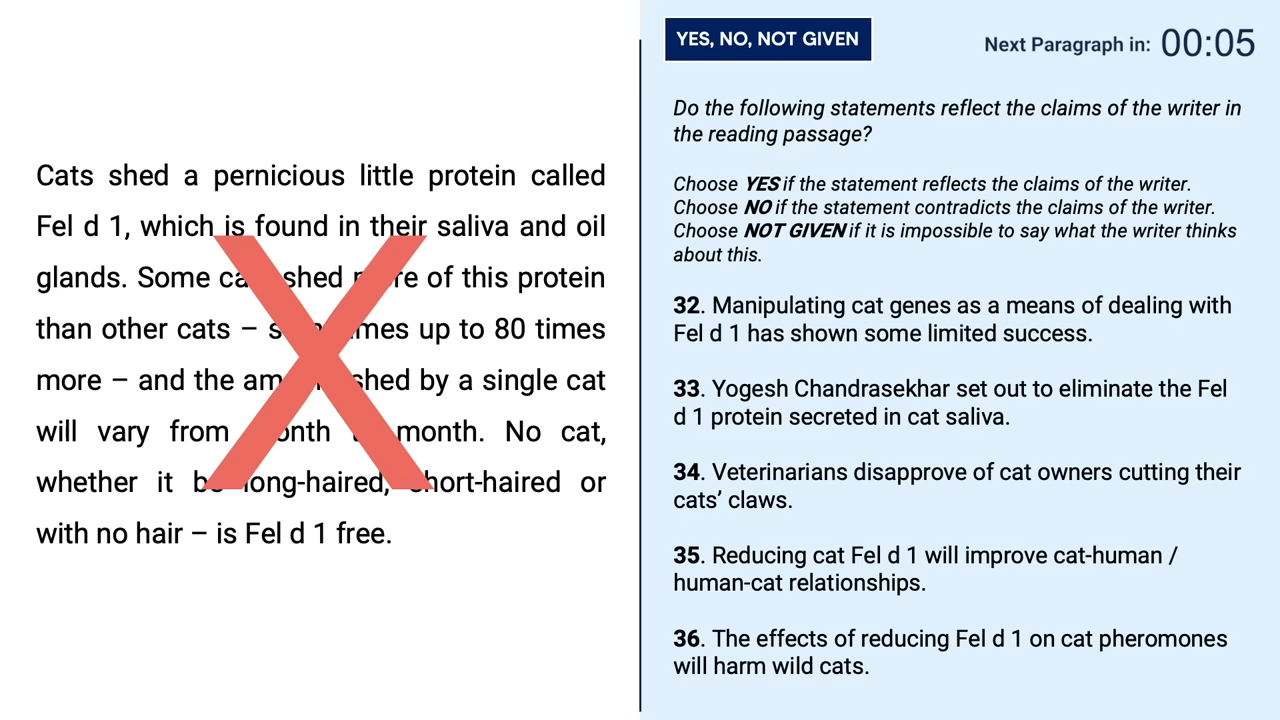 Cats shed a pernicious little protein called
Fel d 1, which is found in their saliva and oil
glands. Some shed of this protein
than other cats – up to 80 times
more – and the shed by a single cat
will vary from month. No cat,
whether it long-haired, short-haired or
with no hair – is Fel d 1 free.
YES, NO, NOT GIVEN
Next Paragraph in: 00:05
Do the following statements reflect the claims of the writer in
the reading passage?
Choose YES if the statement reflects the claims of the writer.
Choose NO if the statement contradicts the claims of the writer.
Choose NOT GIVEN if it is impossible to say what the writer thinks
about this.
32. Manipulating cat genes as a means of dealing with
Fel d 1 has shown some limited success.
33. Yogesh Chandrasekhar set out to eliminate the Fel
d 1 protein secreted in cat saliva.
34. Veterinarians disapprove of cat owners cutting their
cats’ claws.
35. Reducing cat Fel d 1 will improve cat-human /
human-cat relationships.
36. The effects of reducing Fel d 1 on cat pheromones
will harm wild cats.